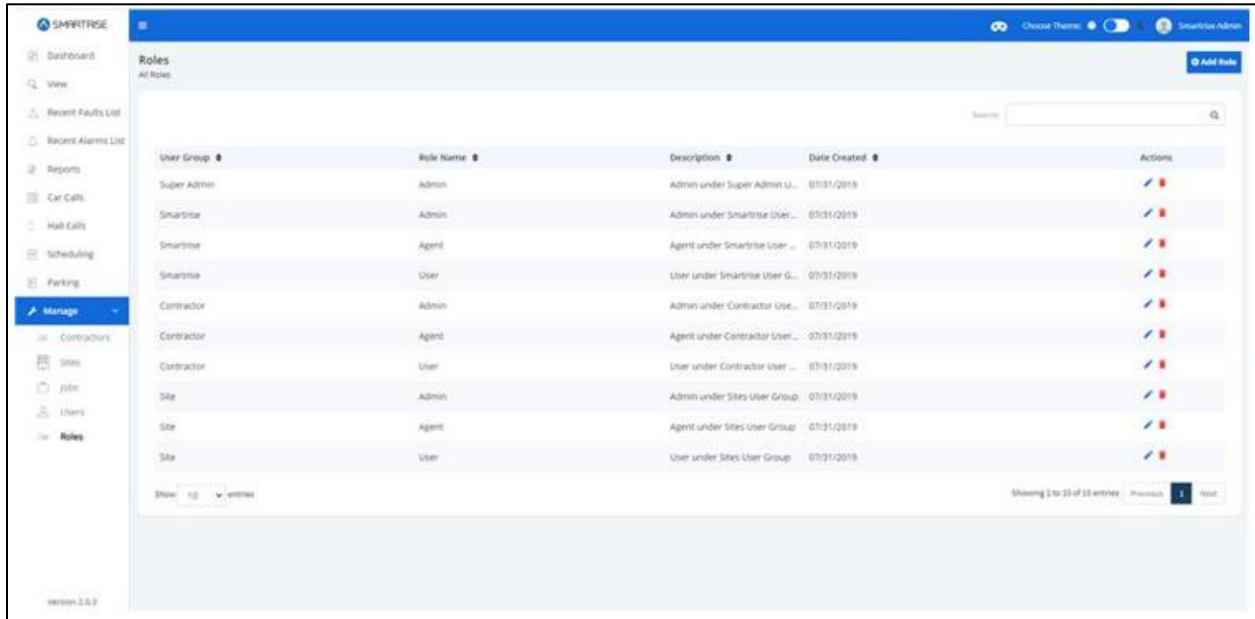 SMARTRISE
Choose Theme:
Smartrise Admin
Dashboard
View
Recent Faults List
Recent Alarms List
Reports
Car Calls
Hall Calls
Scheduling
Parking
Manage
Contractors
Sites
Jobs
Users
Roles
Version 2.0.3
Roles
All Roles
Add Role
Search:
User Group Role Name Description Date Created Actions
Super Admin Admin Admin under Super Admin U... 07/31/2019
Smartrise Admin Admin under Smartrise User... 07/31/2019
Smartrise Agent Agent under Smartrise User ... 07/31/2019
Smartrise User User under Smartrise User G... 07/31/2019
Contractor Admin Admin under Contractor Use... 07/31/2019
Contractor Agent Agent under Contractor User... 07/31/2019
Contractor User User under Contractor User ... 07/31/2019
Site Admin Admin under Sites User Group 07/31/2019
Site Agent Agent under Sites User Group 07/31/2019
Site User User under Sites User Group 07/31/2019
Show 10 entries
Showing 1 to 10 of 10 entries Previous 1 Next